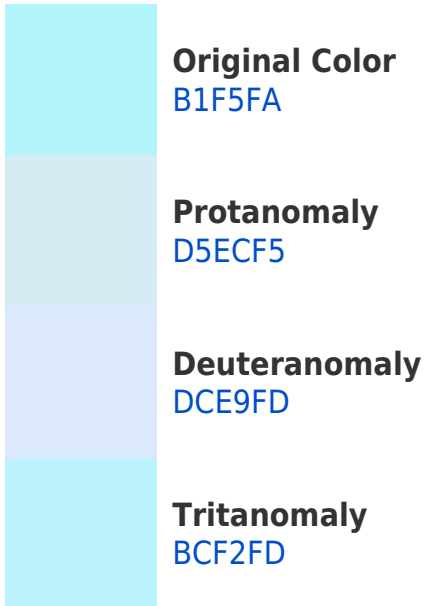 Original Color
B1F5FA
Protanomaly
D5ECF5
Deuteranomaly
DCE9FD
Tritanomaly
BCF2FD